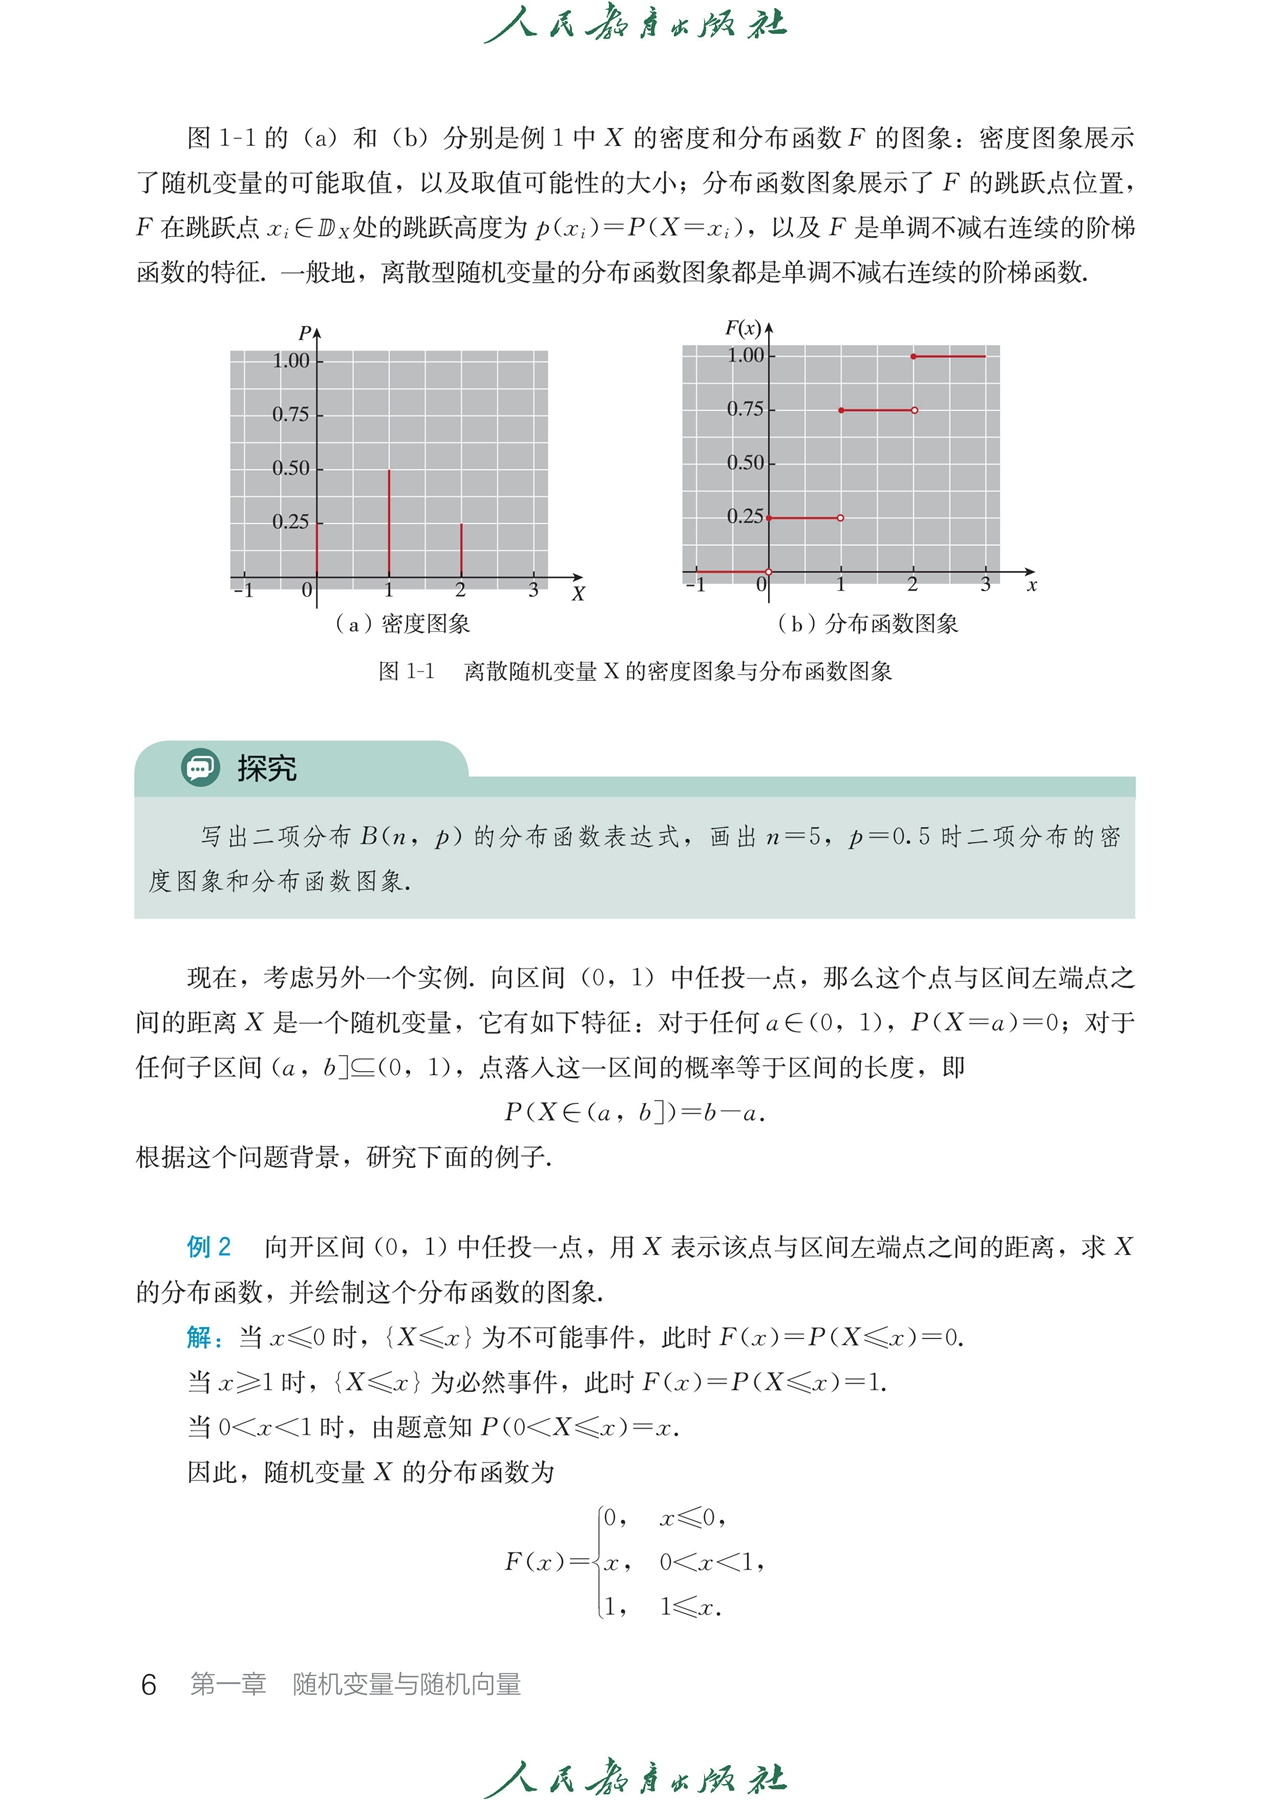 人民教育出版社
图 1-1 的（a）和（b）分别是例 1 中 X 的密度和分布函数 F 的图象：密度图象展示
了随机变量的可能取值，以及取值可能性的大小；分布函数图象展示了 F 的跳跃点位置，
F 在跳跃点 xᵢ∈𝔻_X处的跳跃高度为 p(xᵢ)=P(X=xᵢ)，以及 F 是单调不减右连续的阶梯
函数的特征. 一般地，离散型随机变量的分布函数图象都是单调不减右连续的阶梯函数.
P
1.00
0.75
0.50
0.25
-1 0 1 2 3 X
（a）密度图象
F(x)
1.00
0.75
0.50
0.25
-1 0 1 2 3 x
（b）分布函数图象
图 1-1 离散随机变量 X 的密度图象与分布函数图象
探究
写出二项分布 B(n，p) 的分布函数表达式，画出 n=5，p=0.5 时二项分布的密
度图象和分布函数图象.
现在，考虑另外一个实例. 向区间（0，1）中任投一点，那么这个点与区间左端点之
间的距离 X 是一个随机变量，它有如下特征：对于任何 a∈(0，1)，P(X=a)=0；对于
任何子区间 (a，b]⊆(0，1)，点落入这一区间的概率等于区间的长度，即
P(X∈(a，b])=b-a.
根据这个问题背景，研究下面的例子.
例 2 向开区间 (0，1) 中任投一点，用 X 表示该点与区间左端点之间的距离，求 X
的分布函数，并绘制这个分布函数的图象.
解：当 x⩽0 时，{X⩽x} 为不可能事件，此时 F(x)=P(X⩽x)=0.
当 x⩾1 时，{X⩽x} 为必然事件，此时 F(x)=P(X⩽x)=1.
当 0<x<1 时，由题意知 P(0<X⩽x)=x.
因此，随机变量 X 的分布函数为
0， x⩽0，
F(x)={x， 0<x<1，
1， 1⩽x.
6 第一章 随机变量与随机向量
人民教育出版社